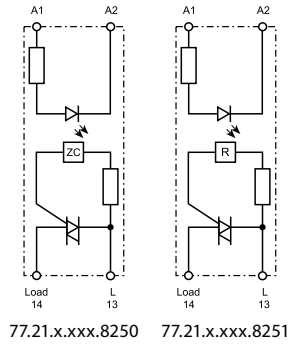 A1 A2 A1 A2
ZC R
Load L Load L
14 13 14 13
77.21.x.xxx.8250 77.21.x.xxx.8251